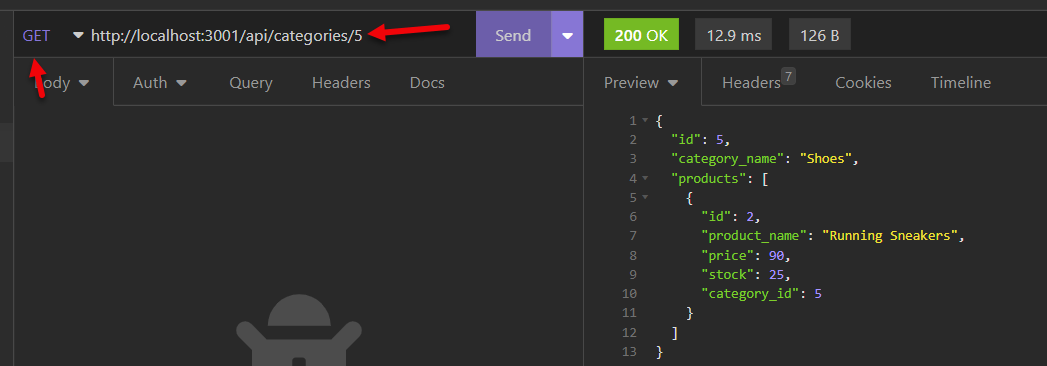 GET http://localhost:3001/api/categories/5 Send 200 OK 12.9 ms 126 B
Body Auth Query Headers Docs Preview Headers 7 Cookies Timeline
1 {
2 "id": 5,
3 "category_name": "Shoes",
4 "products": [
5 {
6 "id": 2,
7 "product_name": "Running Sneakers",
8 "price": 90,
9 "stock": 25,
10 "category_id": 5
11 }
12 ]
13 }